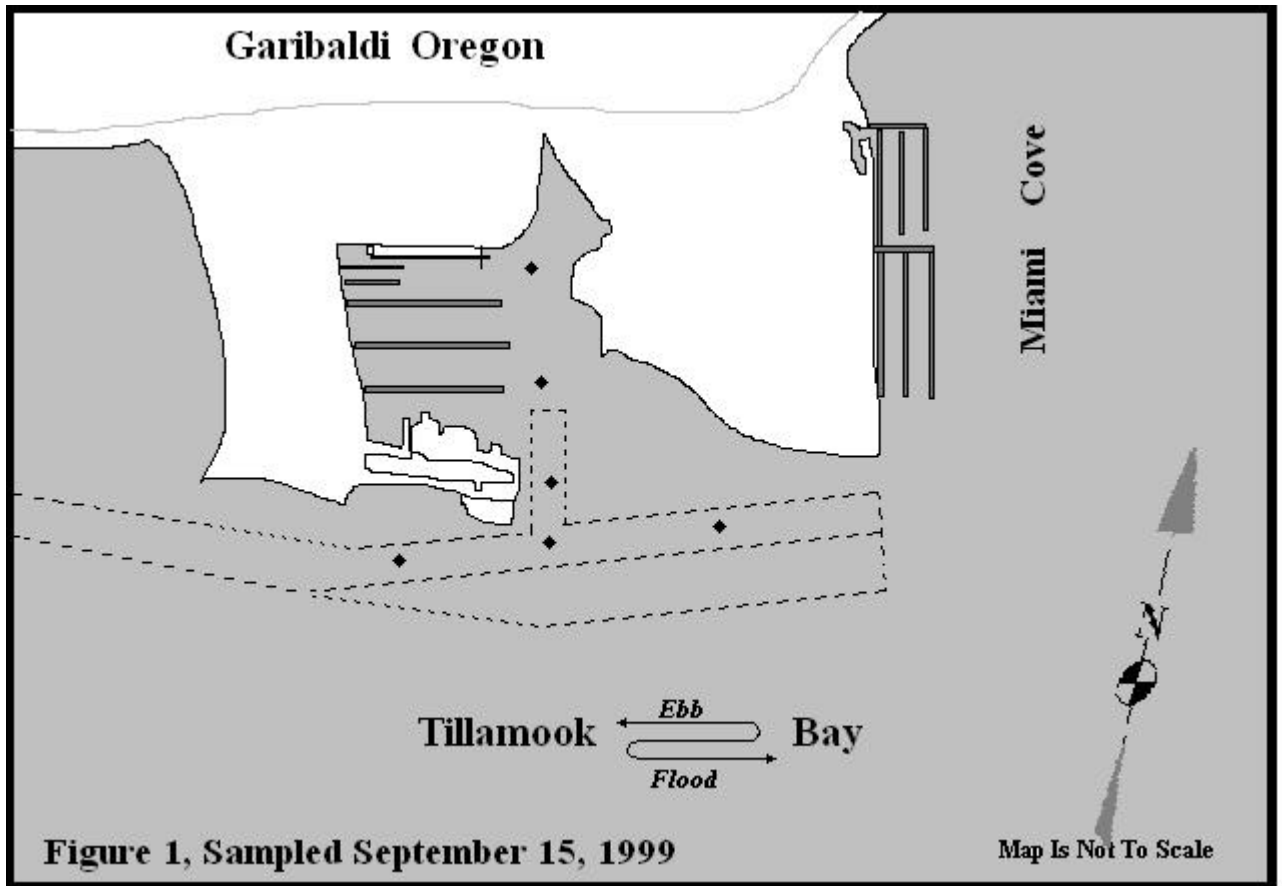 Garibaldi Oregon
Miami Cove
N
Tillamook Bay
Ebb
Flood
Figure 1, Sampled September 15, 1999
Map Is Not To Scale